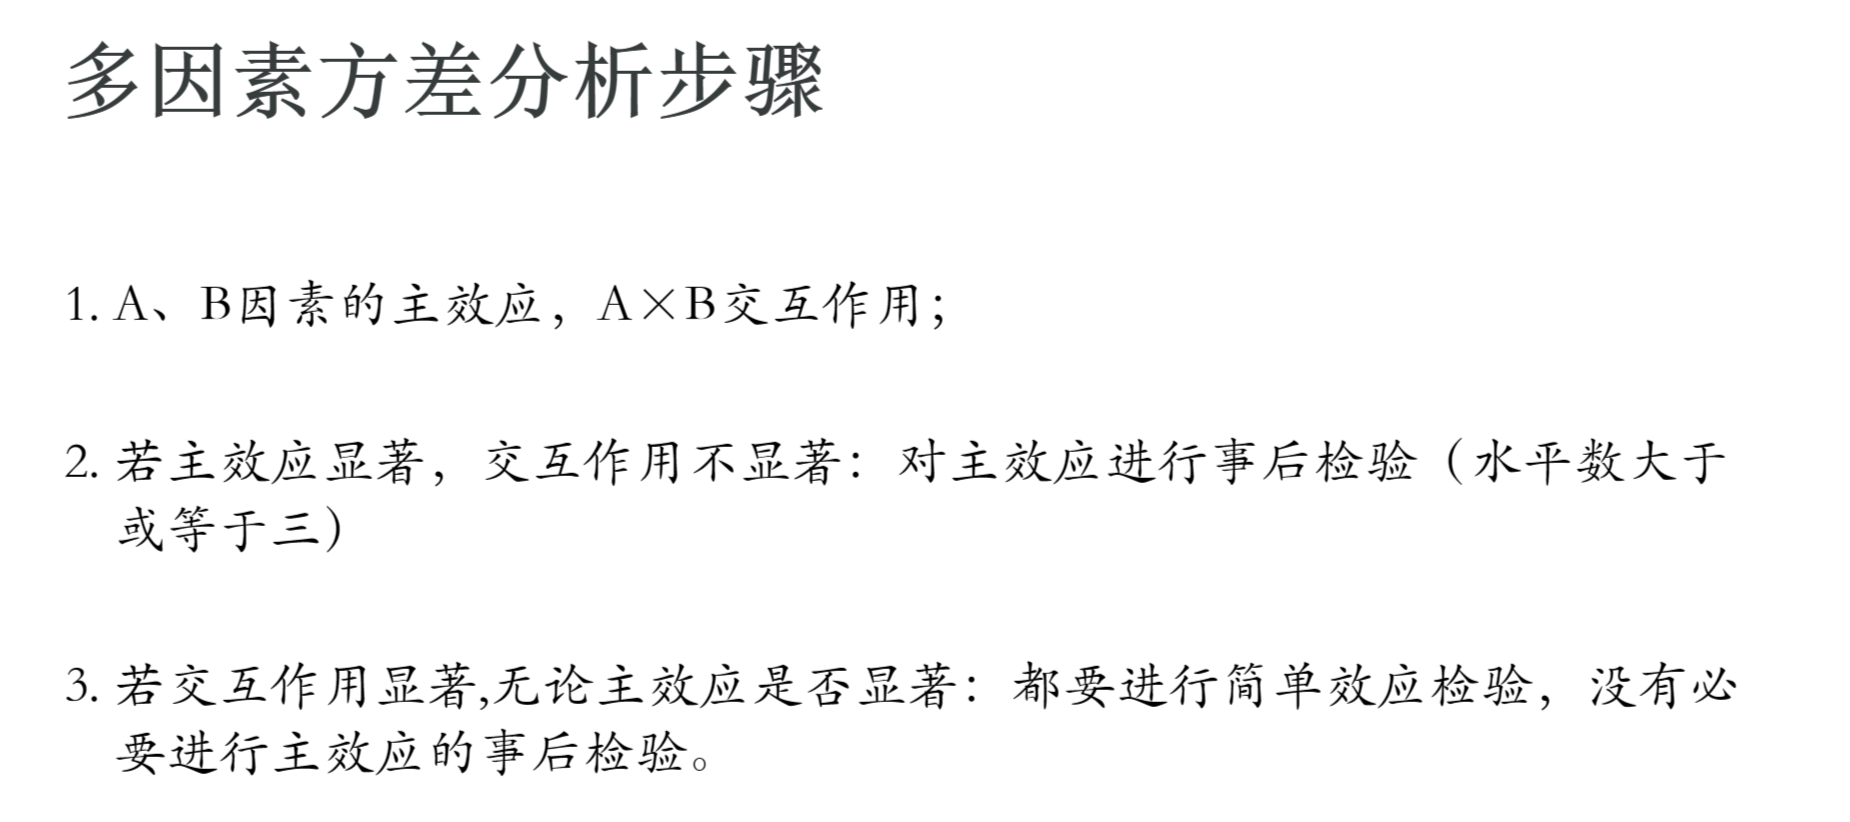 多因素方差分析步骤
1. A、B因素的主效应，A×B交互作用；
2. 若主效应显著，交互作用不显著：对主效应进行事后检验（水平数大于
或等于三）
3. 若交互作用显著,无论主效应是否显著：都要进行简单效应检验，没有必
要进行主效应的事后检验。